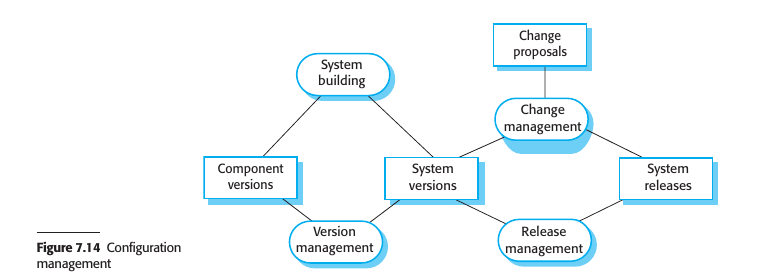 Change
proposals
System
building
Change
management
Component
versions
System
versions
System
releases
Version
management
Release
management
Figure 7.14 Configuration
management